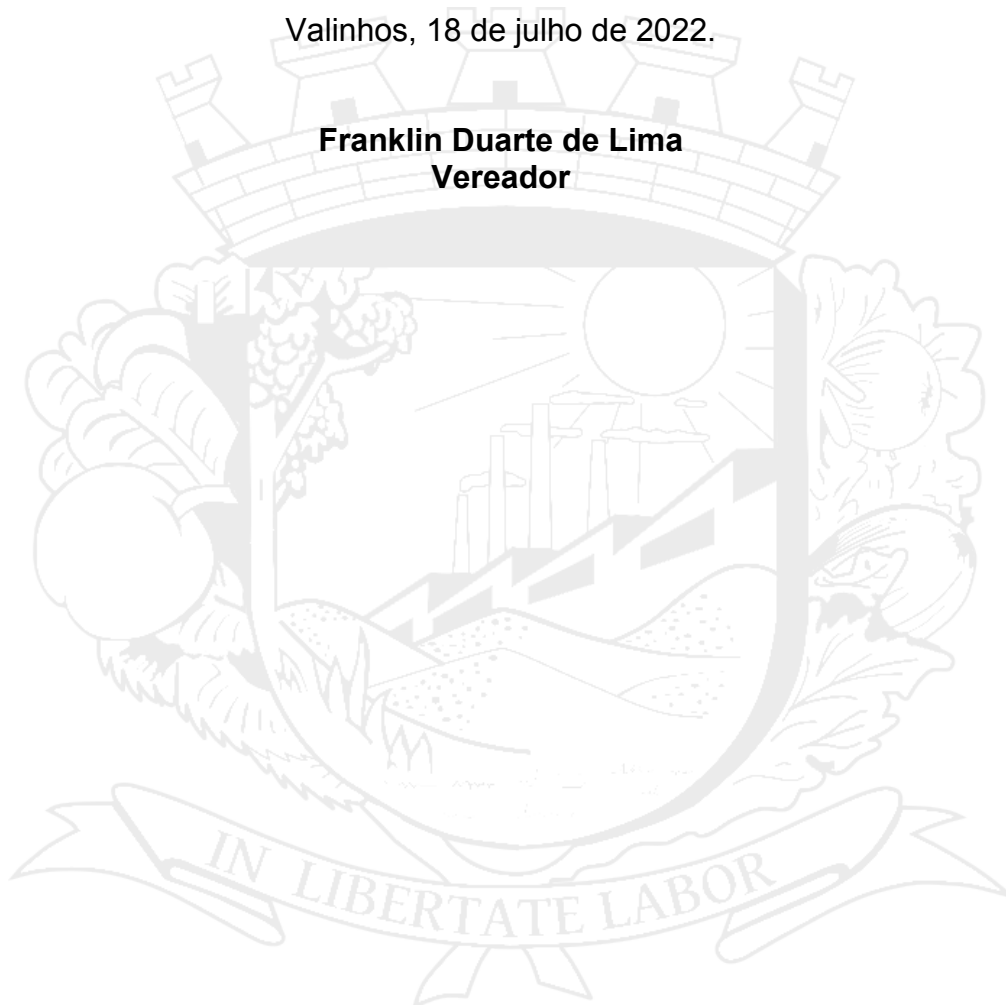 Valinhos, 18 de julho de 2022.
Franklin Duarte de Lima
Vereador
IN LIBERTATE LABOR